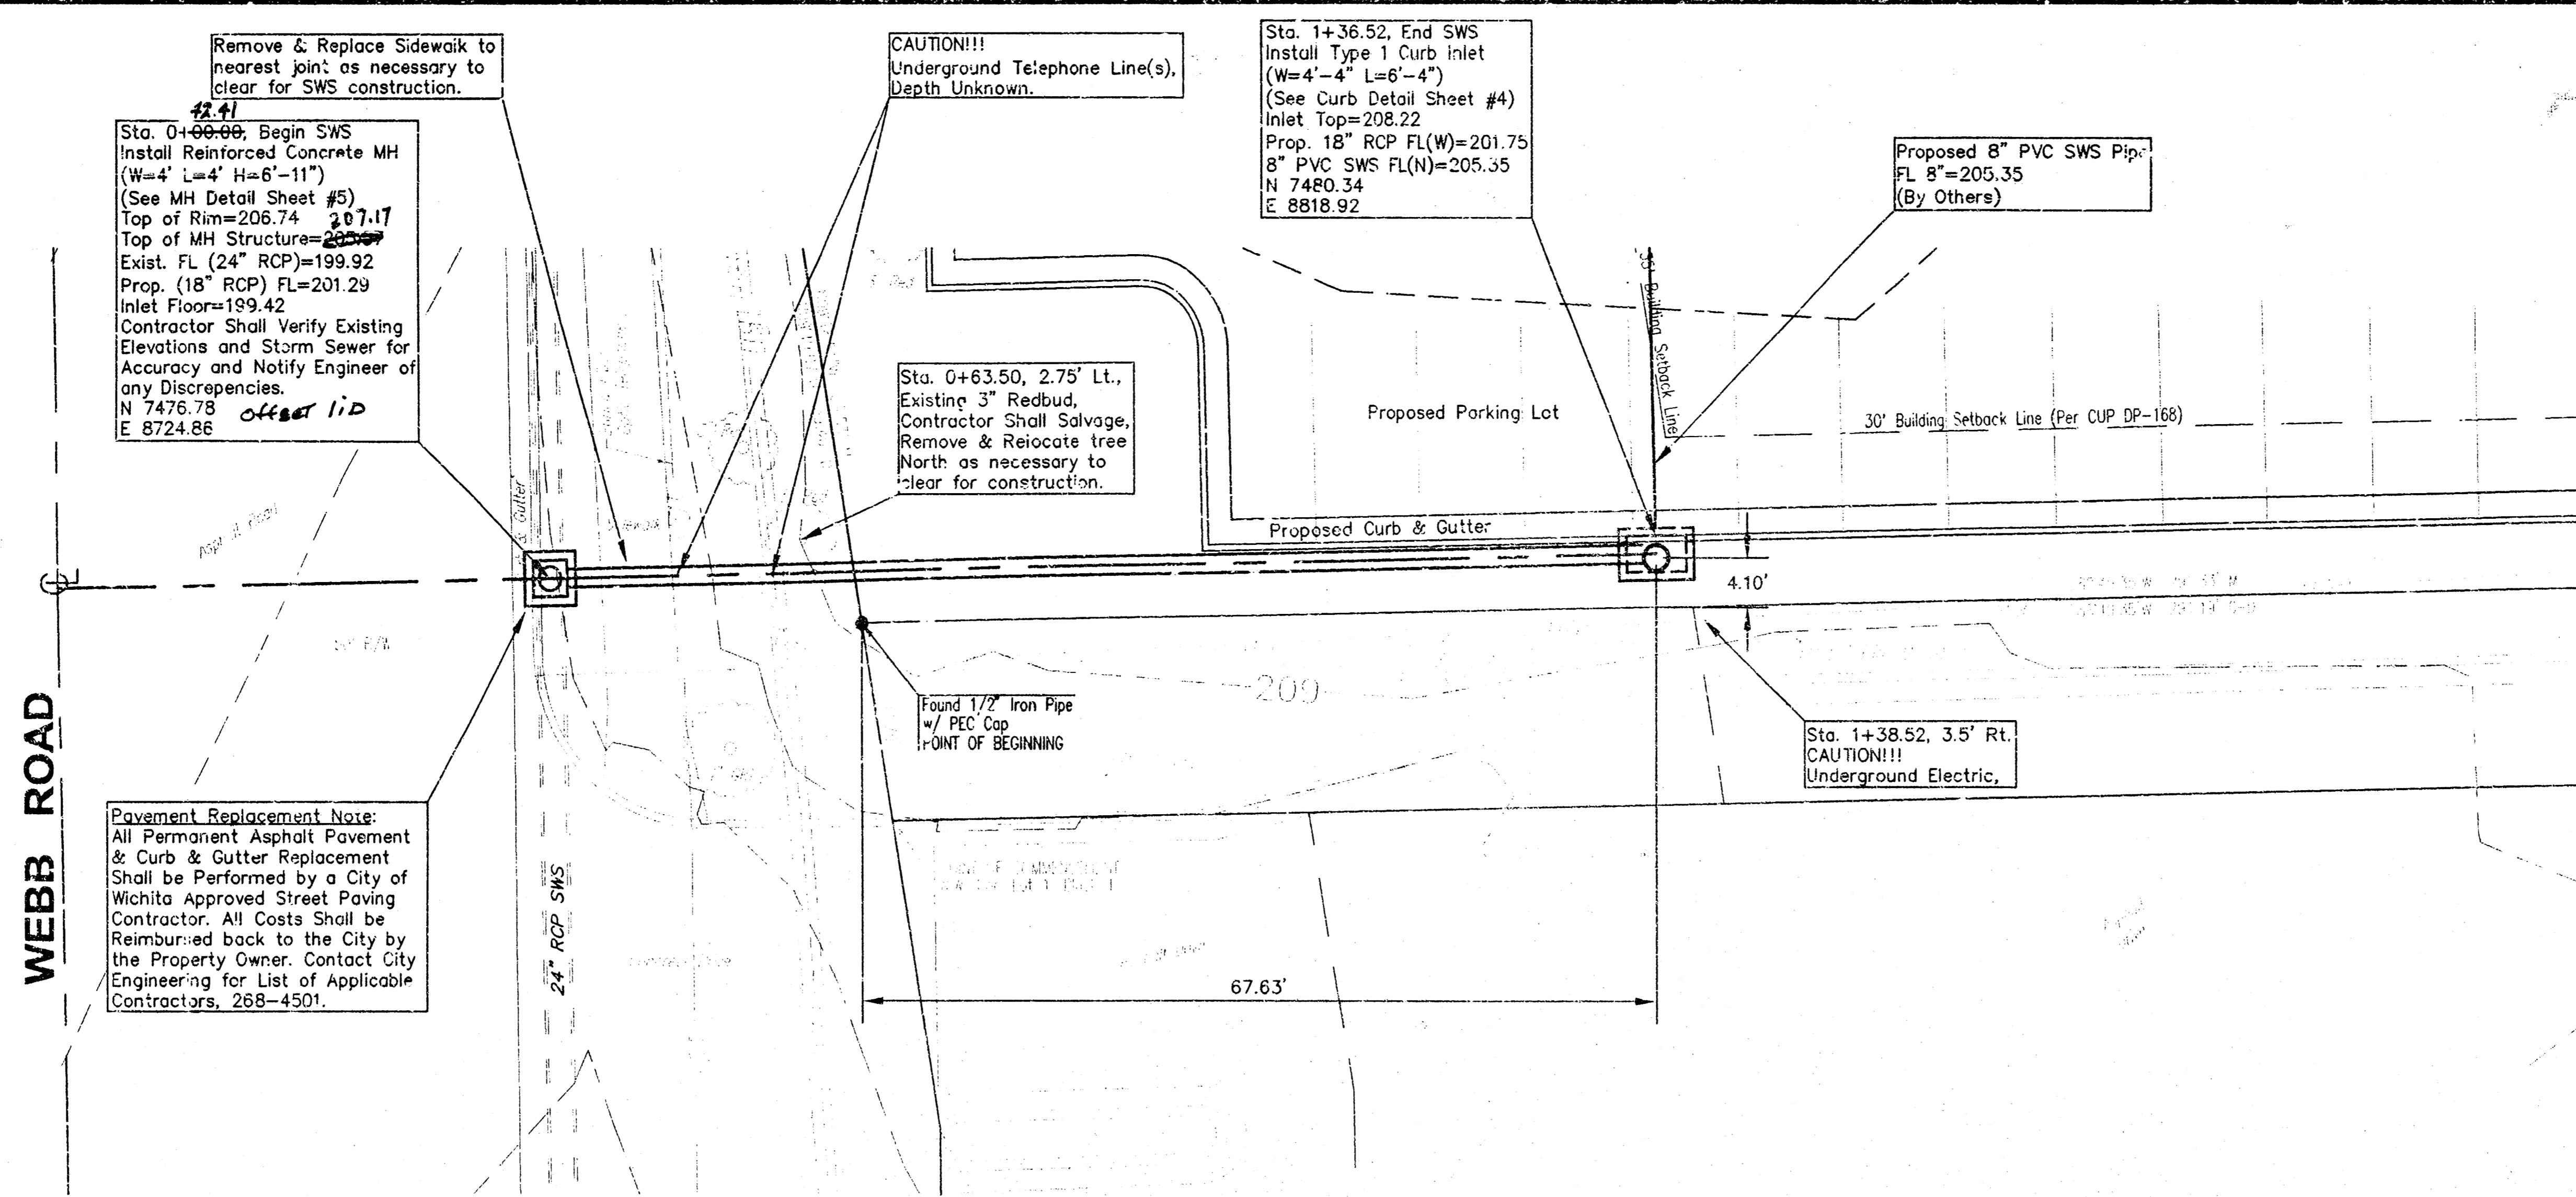 Remove & Replace Sidewalk to
nearest joint as necessary to
clear for SWS construction.
42.41
Sta. 0+00.00, Begin SWS
Install Reinforced Concrete MH
(W=4' L=4' H=6'-11")
(See MH Detail Sheet #5)
Top of Rim=206.74 207.17
Top of MH Structure=
Exist. FL (24" RCP)=199.92
Prop. (18" RCP) FL=201.29
Inlet Floor=199.42
Contractor Shall Verify Existing
Elevations and Storm Sewer for
Accuracy and Notify Engineer of
any Discrepencies.
N 7476.78 offset lid
E 8724.86
CAUTION!!!
Underground Telephone Line(s),
Depth Unknown.
Sta. 1+36.52, End SWS
Install Type 1 Curb Inlet
(W=4'-4" L=6'-4")
(See Curb Detail Sheet #4)
Inlet Top=208.22
Prop. 18" RCP FL(W)=201.75
8" PVC SWS FL(N)=205.35
N 7480.34
E 8818.92
Proposed 8" PVC SWS Pipe
FL 8"=205.35
(By Others)
35' Building Setback Line
Sta. 0+63.50, 2.75' Lt.,
Existing 3" Redbud,
Contractor Shall Salvage,
Remove & Relocate tree
North as necessary to
clear for construction.
Proposed Parking Lot
30' Building Setback Line (Per CUP DP-168)
& Gutter
Proposed Curb & Gutter
4.10'
209
Found 1/2" Iron Pipe
w/ PEC Cap
POINT OF BEGINNING
Sta. 1+38.52, 3.5' Rt.
CAUTION!!!
Underground Electric,
WEBB ROAD
Pavement Replacement Note:
All Permanent Asphalt Pavement
& Curb & Gutter Replacement
Shall be Performed by a City of
Wichita Approved Street Paving
Contractor. All Costs Shall be
Reimbursed back to the City by
the Property Owner. Contact City
Engineering for List of Applicable
Contractors, 268-4501.
24" RCP SWS
67.63'